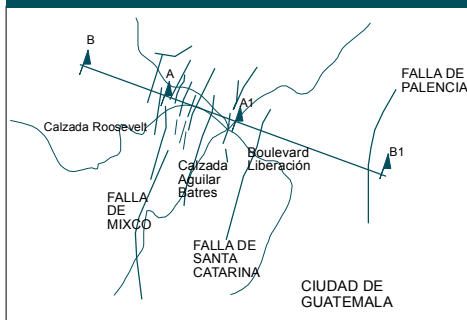 B
A
FALLA DE
PALENCIA
A1
Calzada Roosevelt
Boulevard
Liberación
B1
Calzada
Aguilar
Batres
FALLA
DE
MIXCO
FALLA DE
SANTA
CATARINA
CIUDAD DE
GUATEMALA